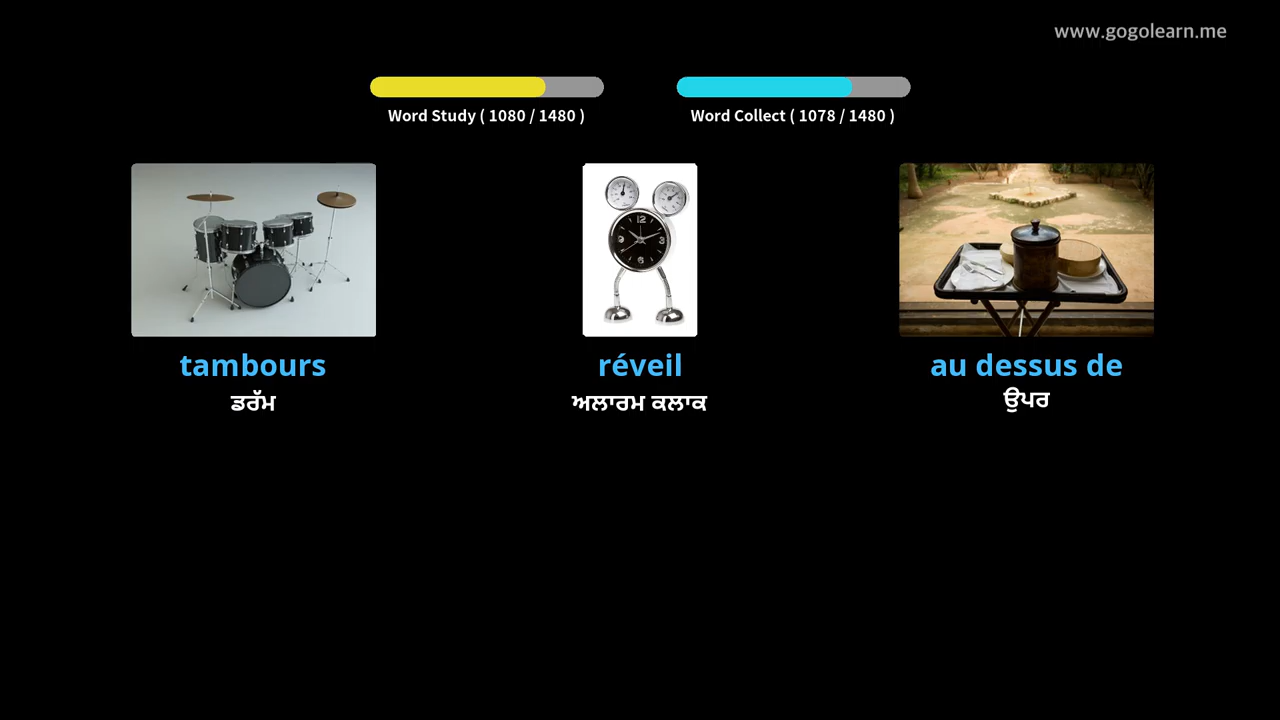 www.gogolearn.me
Word Study ( 1080 / 1480 )
Word Collect ( 1078 / 1480 )
tambours
ਡਰੱਮ
réveil
ਅਲਾਰਮ ਕਲਾਕ
au dessus de
ਉਪਰ